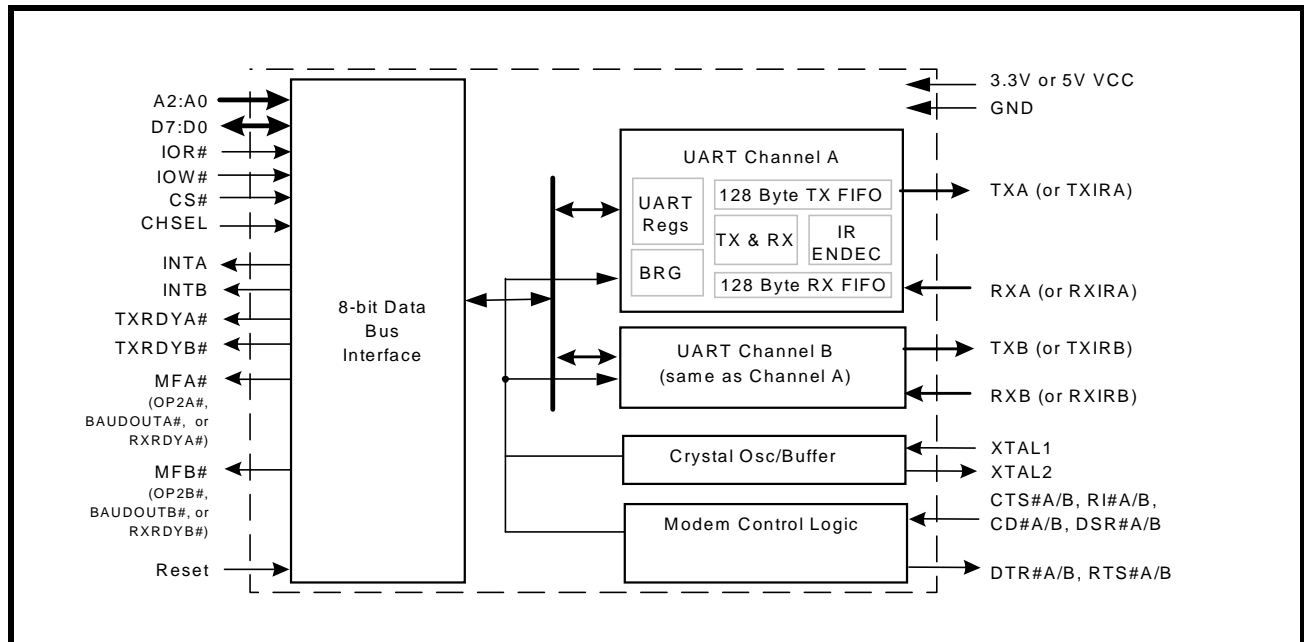 A2:A0
D7:D0
IOR#
IOW#
CS#
CHSEL
INTA
INTB
TXRDYA#
TXRDYB#
MFA#
(OP2A#,
BAUDOUTA#, or
RXRDYA#)
MFB#
(OP2B#,
BAUDOUTB#, or
RXRDYB#)
Reset
8-bit Data
Bus
Interface
UART Channel A
UART
Regs
BRG
128 Byte TX FIFO
TX & RX
IR
ENDEC
128 Byte RX FIFO
UART Channel B
(same as Channel A)
Crystal Osc/Buffer
Modem Control Logic
3.3V or 5V VCC
GND
TXA (or TXIRA)
RXA (or RXIRA)
TXB (or TXIRB)
RXB (or RXIRB)
XTAL1
XTAL2
CTS#A/B, RI#A/B,
CD#A/B, DSR#A/B
DTR#A/B, RTS#A/B